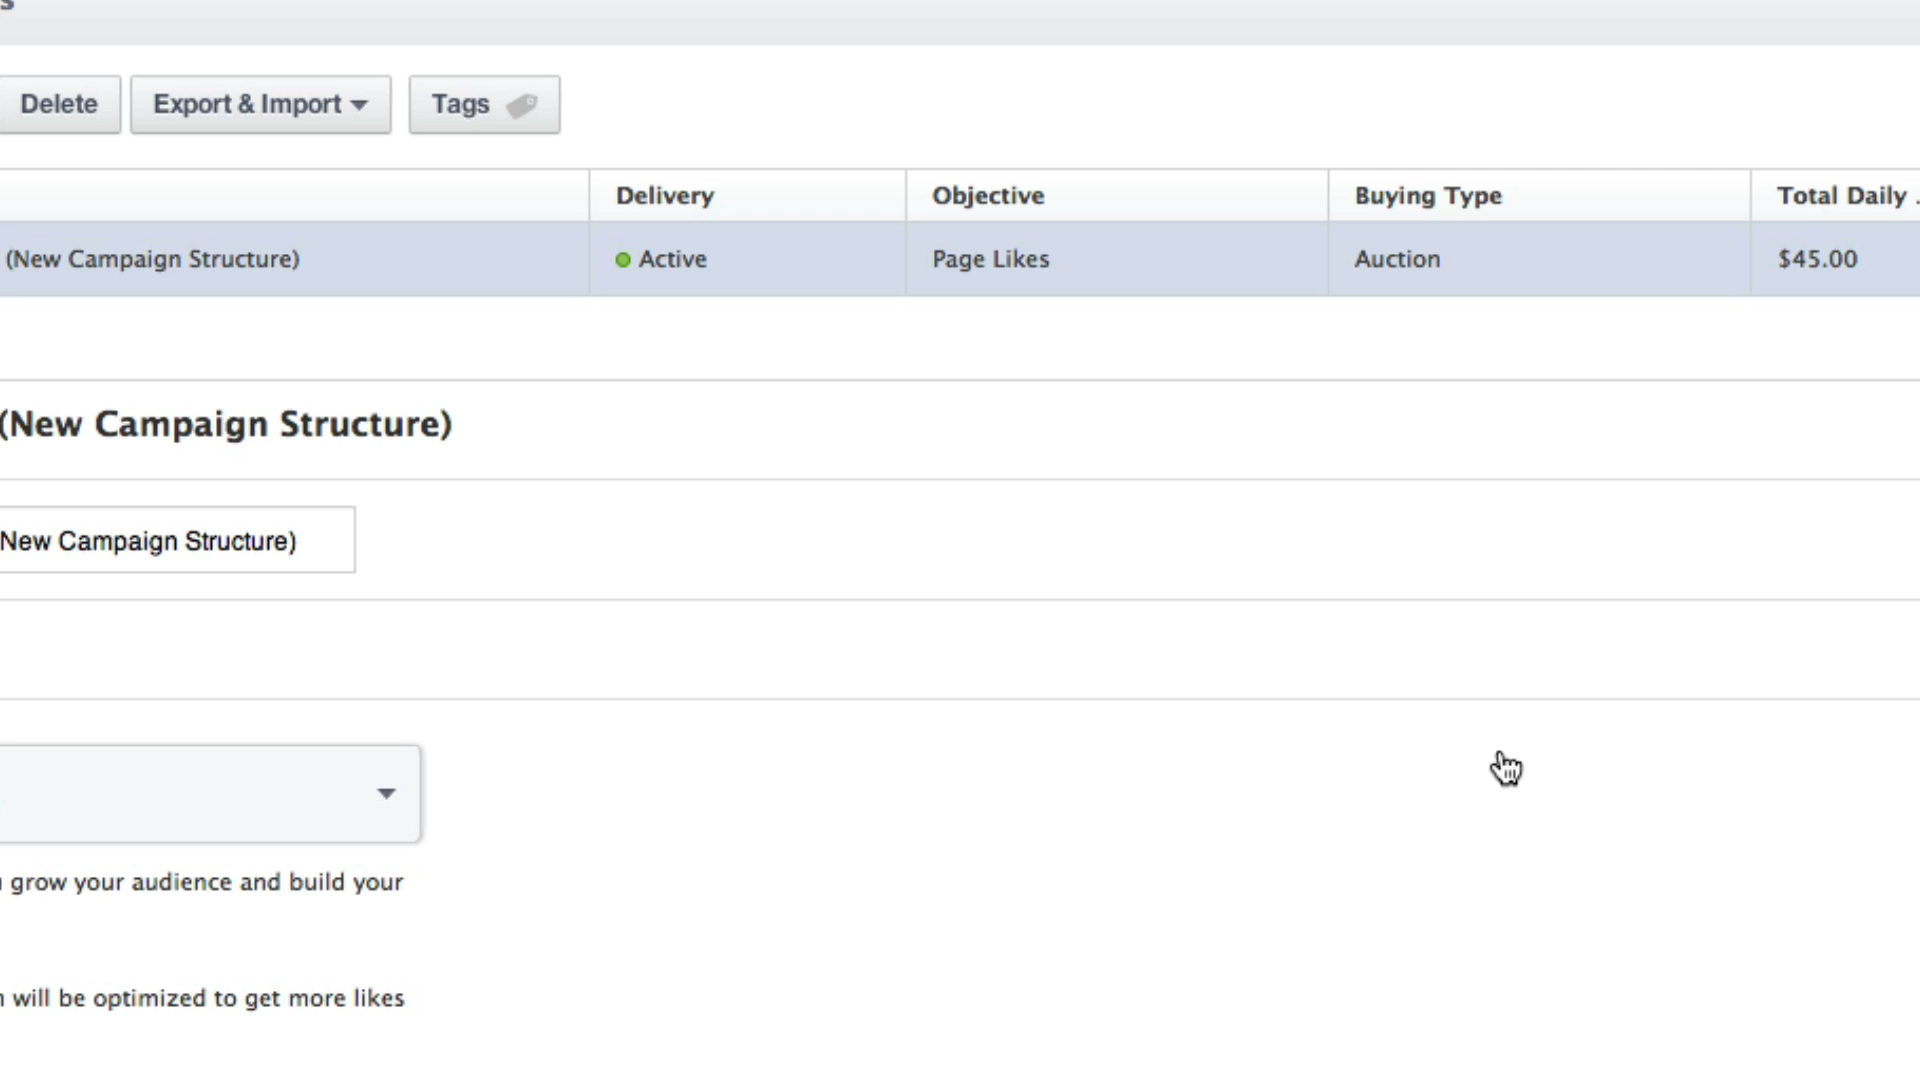 s
Delete Export & Import Tags
Delivery Objective Buying Type Total Daily
(New Campaign Structure) Active Page Likes Auction $45.00
(New Campaign Structure)
New Campaign Structure)
grow your audience and build your
will be optimized to get more likes